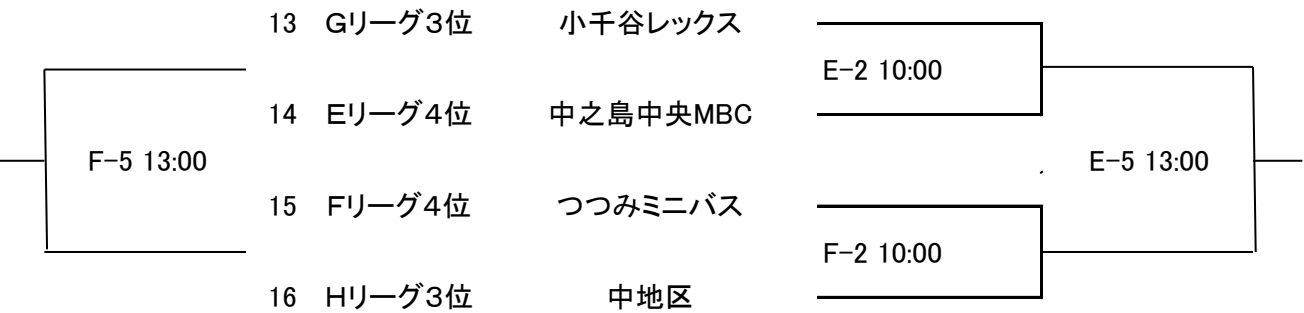 13 Gリーグ3位 小千谷レックス
E-2 10:00
14 Eリーグ4位 中之島中央MBC
F-5 13:00
E-5 13:00
15 Fリーグ4位 つつみミニバス
F-2 10:00
16 Hリーグ3位 中地区